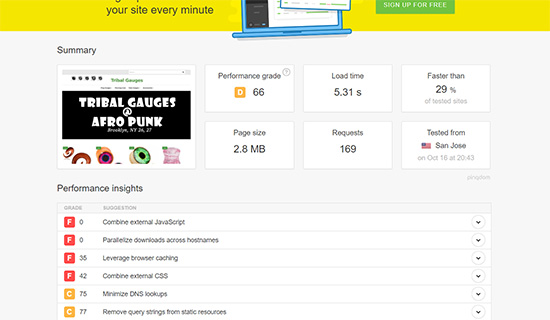 your site every minute
SIGN UP FOR FREE
Summary
Tribal Gauges
TRIBAL GAUGES
@
AFRO PUNK
Brooklyn, NY 26, 27
Performance grade ?
D 66
Load time
5.31 s
Faster than
29 %
of tested sites
Page size
2.8 MB
Requests
169
Tested from
San Jose
on Oct 16 at 20:43
pingdom
Performance insights
GRADE SUGGESTION
F 0 Combine external JavaScript
F 0 Parallelize downloads across hostnames
F 35 Leverage browser caching
F 42 Combine external CSS
C 75 Minimize DNS lookups
C 77 Remove query strings from static resources